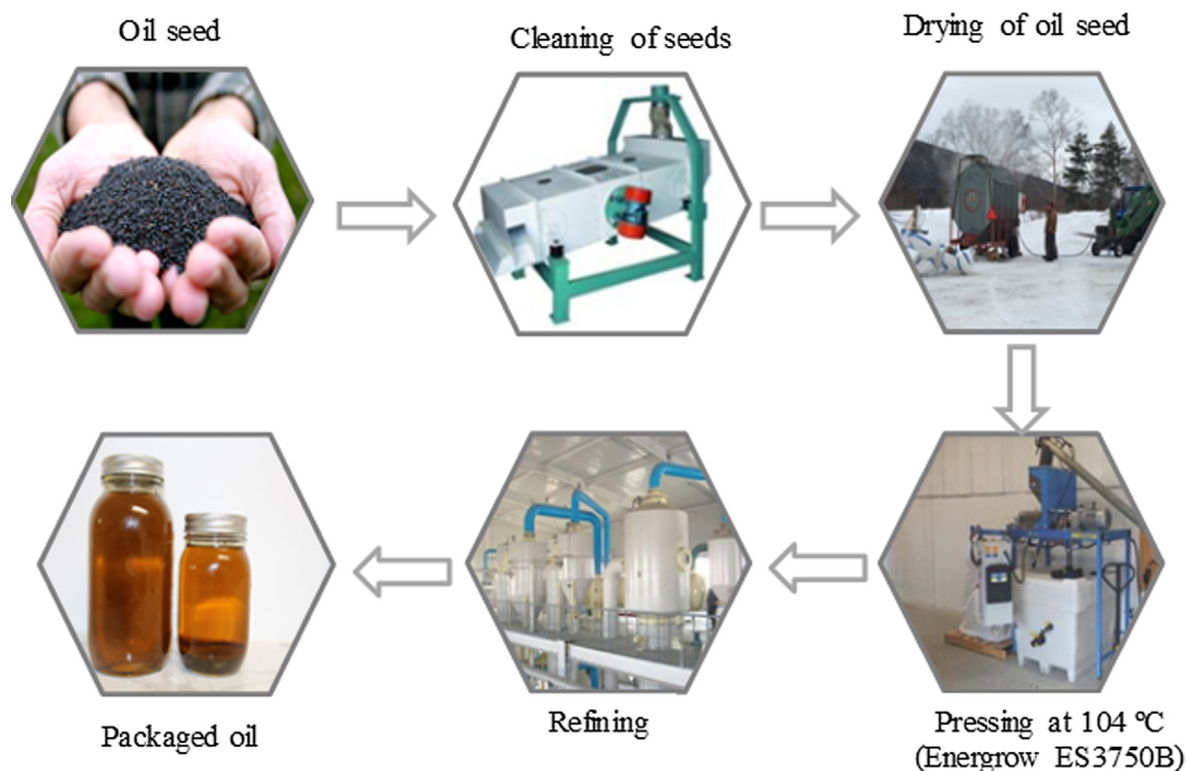 Oil seed
Cleaning of seeds
Drying of oil seed
Packaged oil
Refining
Pressing at 104 ºC
(Energrow ES3750B)